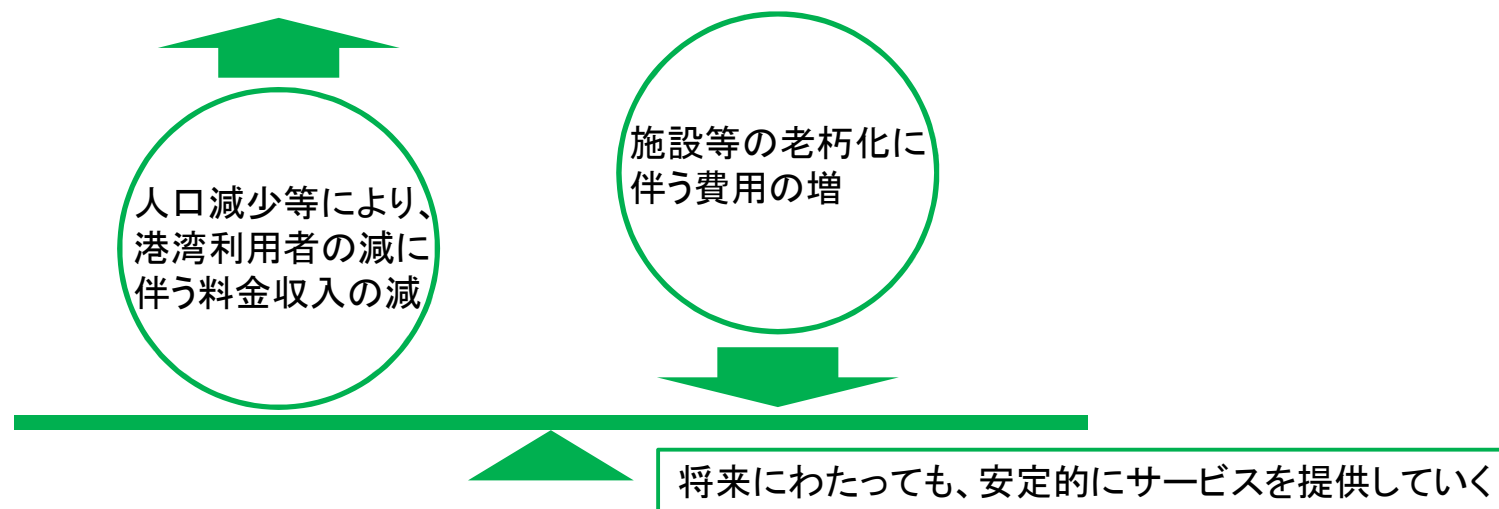 人口減少等により、
港湾利用者の減に
伴う料金収入の減
施設等の老朽化に
伴う費用の増
将来にわたっても、安定的にサービスを提供していく